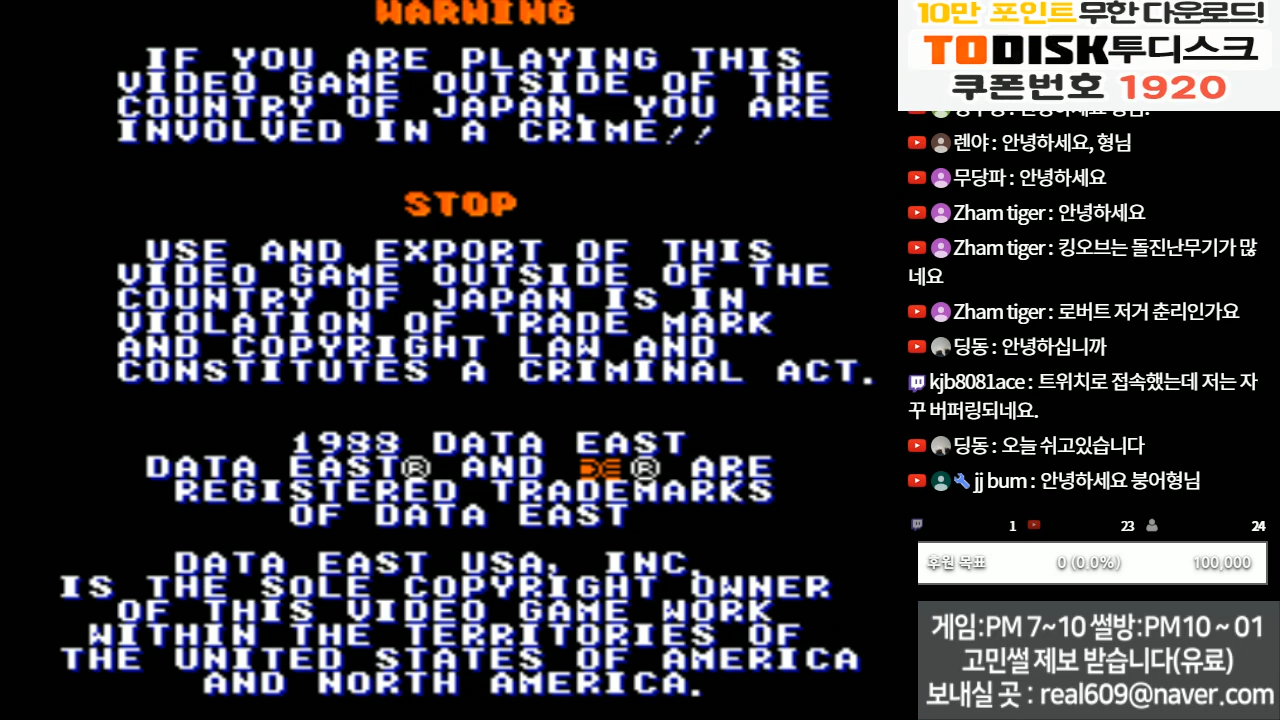 WARNING
IF YOU ARE PLAYING THIS
VIDEO GAME OUTSIDE OF THE
COUNTRY OF JAPAN, YOU ARE
INVOLVED IN A CRIME!!
STOP
USE AND EXPORT OF THIS
VIDEO GAME OUTSIDE OF THE
COUNTRY OF JAPAN IS IN
VIOLATION OF TRADE MARK
AND COPYRIGHT LAW AND
CONSTITUTES A CRIMINAL ACT.
1988 DATA EAST
DATA EAST® AND DE® ARE
REGISTERED TRADEMARKS
OF DATA EAST
DATA EAST USA, INC.
IS THE SOLE COPYRIGHT OWNER
OF THIS VIDEO GAME WORK
WITHIN THE TERRITORIES OF
THE UNITED STATES OF AMERICA
AND NORTH AMERICA.
10만 포인트 무한 다운로드!
TODISK투디스크
쿠폰번호 1920
렌야 : 안녕하세요, 형님
무당파 : 안녕하세요
Zham tiger : 안녕하세요
Zham tiger : 킹오브는 돌진난무기가 많
네요
Zham tiger : 로버트 저거 춘리인가요
딩동 : 안녕하십니까
kjb8081ace : 트위치로 접속했는데 저는 자
꾸 버퍼링되네요.
딩동 : 오늘 쉬고있습니다
jj bum : 안녕하세요 붕어형님
1 23 24
후원 목표 0 (0.0%) 100,000
게임:PM 7~10 썰방:PM10 ~ 01
고민썰 제보 받습니다(유료)
보내실 곳 : real609@naver.com